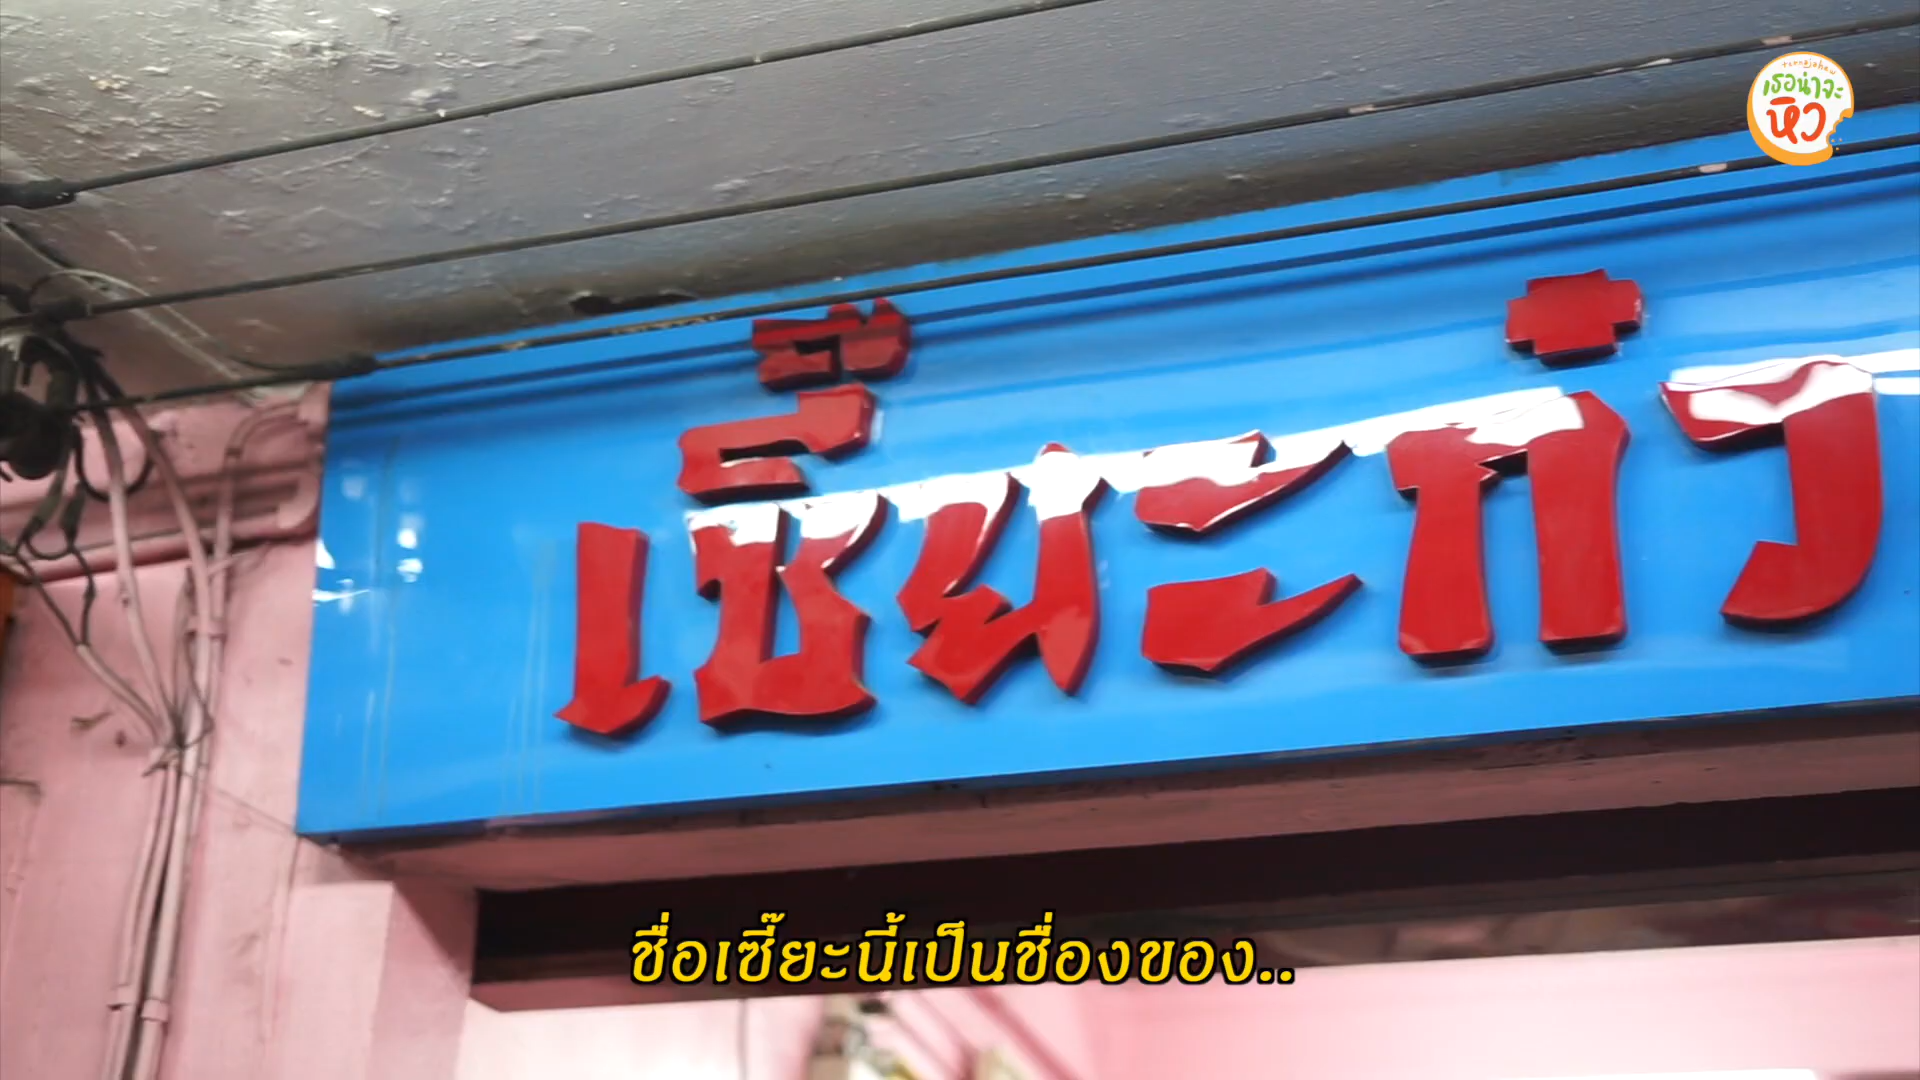 ternajahew
เธอน่าจะ
หิว
เซี๊ยะก๋ว
ชื่อเซี๊ยะนี้เป็นชื่องของ..